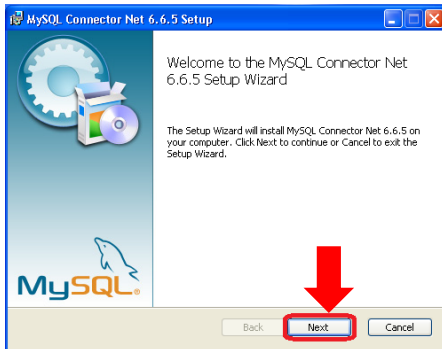 MySQL Connector Net 6.6.5 Setup
Welcome to the MySQL Connector Net
6.6.5 Setup Wizard
The Setup Wizard will install MySQL Connector Net 6.6.5 on
your computer. Click Next to continue or Cancel to exit the
Setup Wizard.
MySQL®
Back Next Cancel